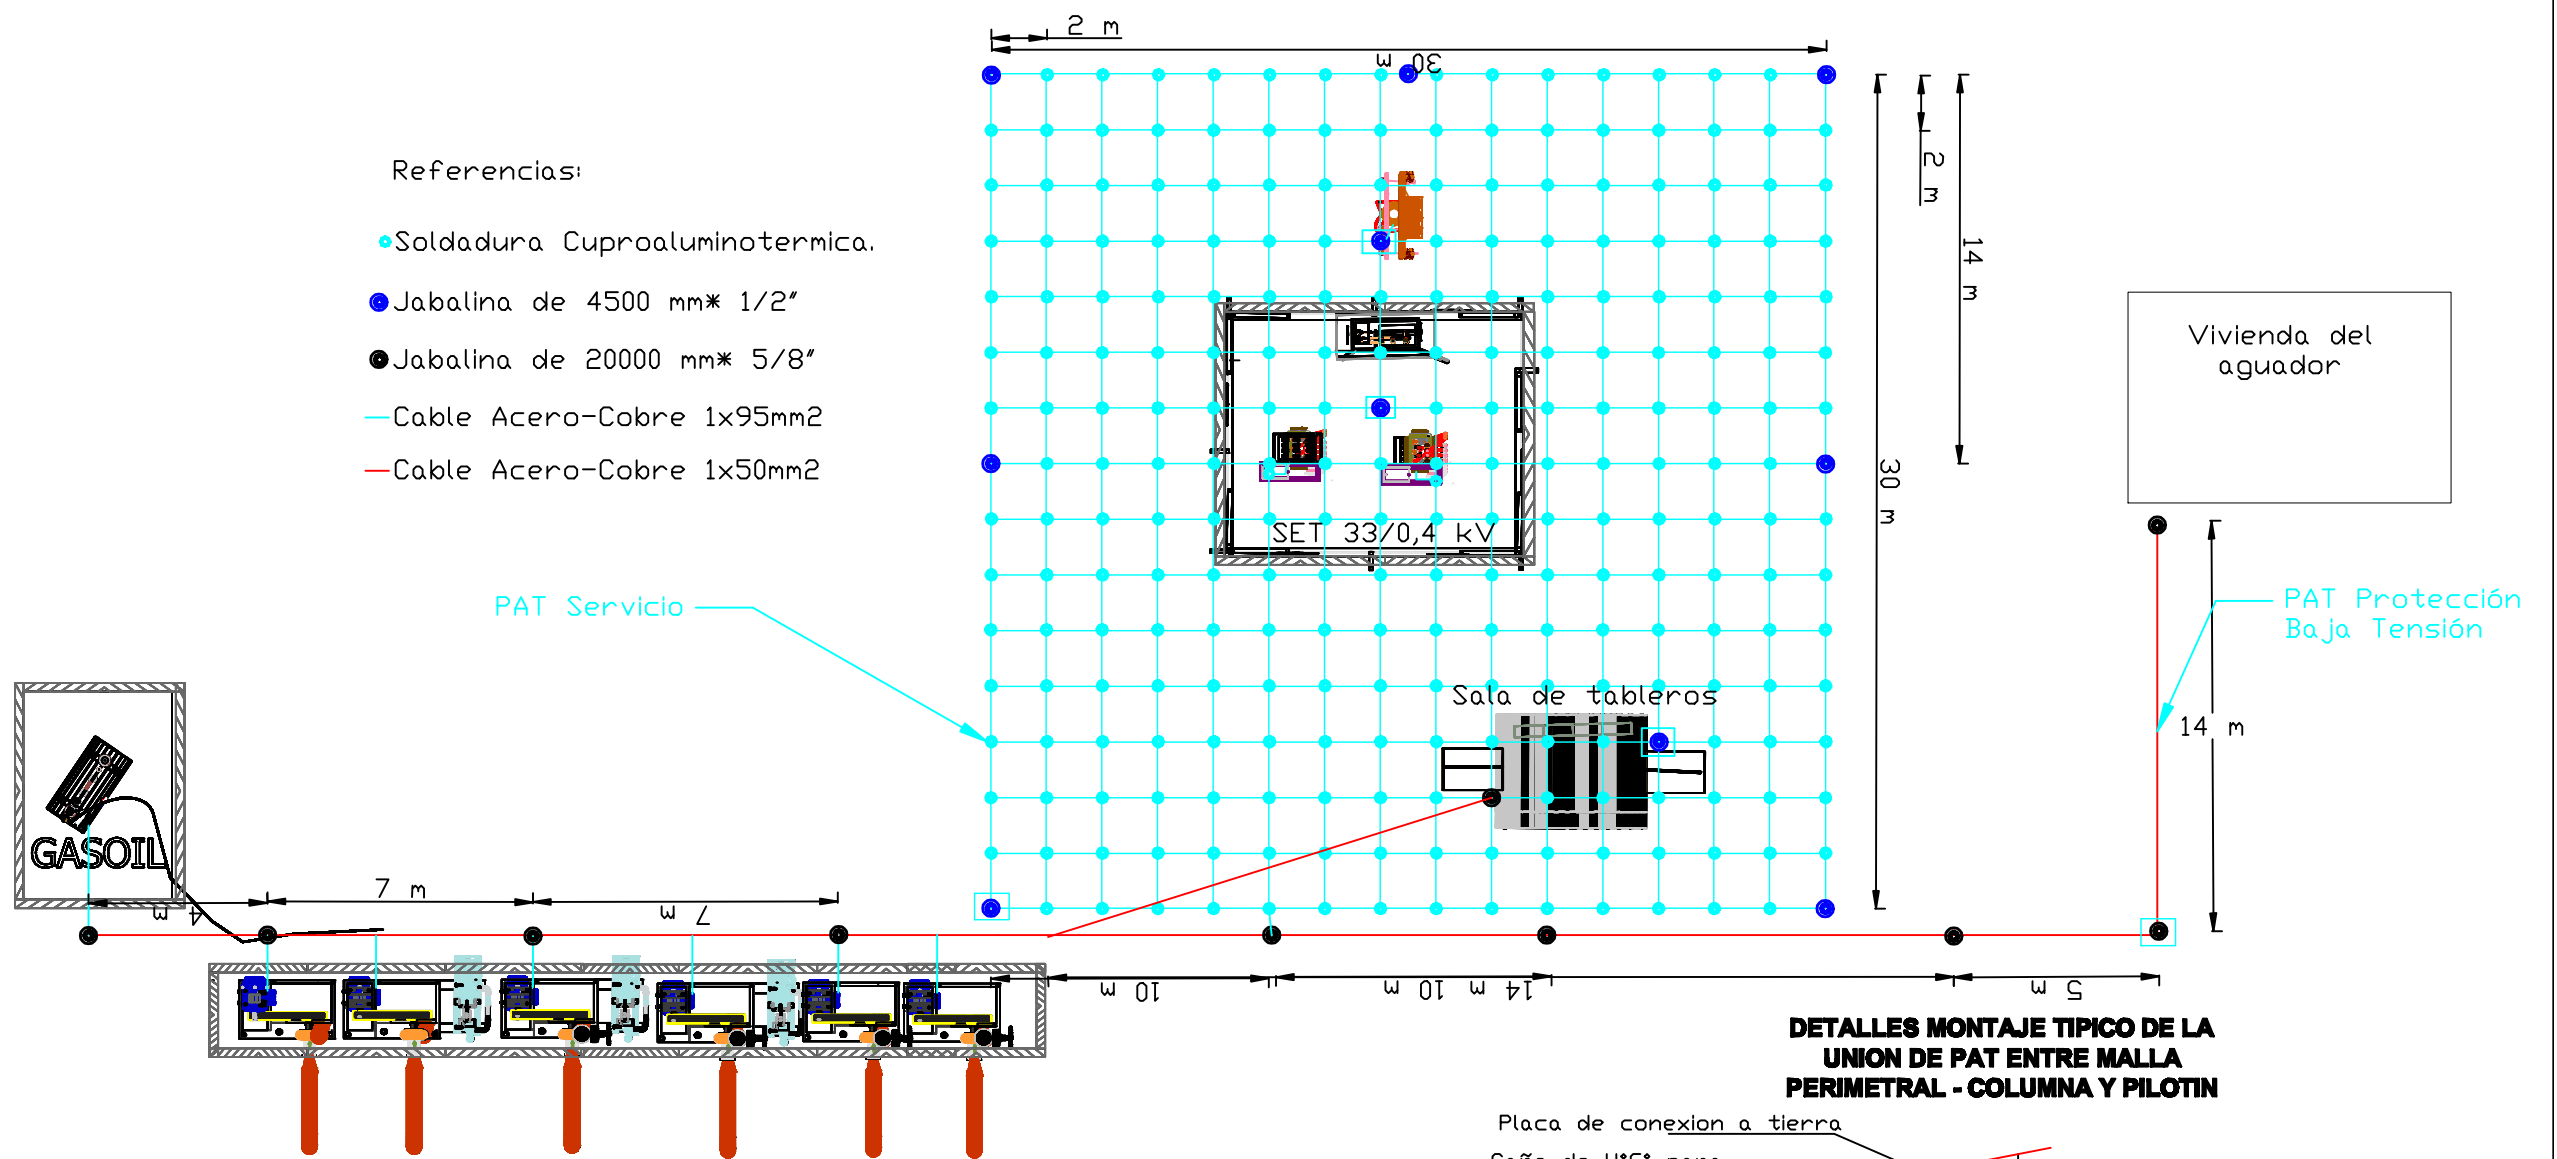 2 m
30 m
2 m
14 m
30 m
Referencias:
Soldadura Cuproaluminotermica.
Jabalina de 4500 mm* 1/2"
Jabalina de 20000 mm* 5/8"
Cable Acero-Cobre 1x95mm2
Cable Acero-Cobre 1x50mm2
Vivienda del
aguador
SET 33/0,4 kV
PAT Servicio
PAT Protección
Baja Tensión
Sala de tableros
14 m
GASOIL
4 m
7 m
7 m
10 m
10 m
14 m
5 m
DETALLES MONTAJE TIPICO DE LA
UNION DE PAT ENTRE MALLA
PERIMETRAL - COLUMNA Y PILOTIN
Placa de conexion a tierra